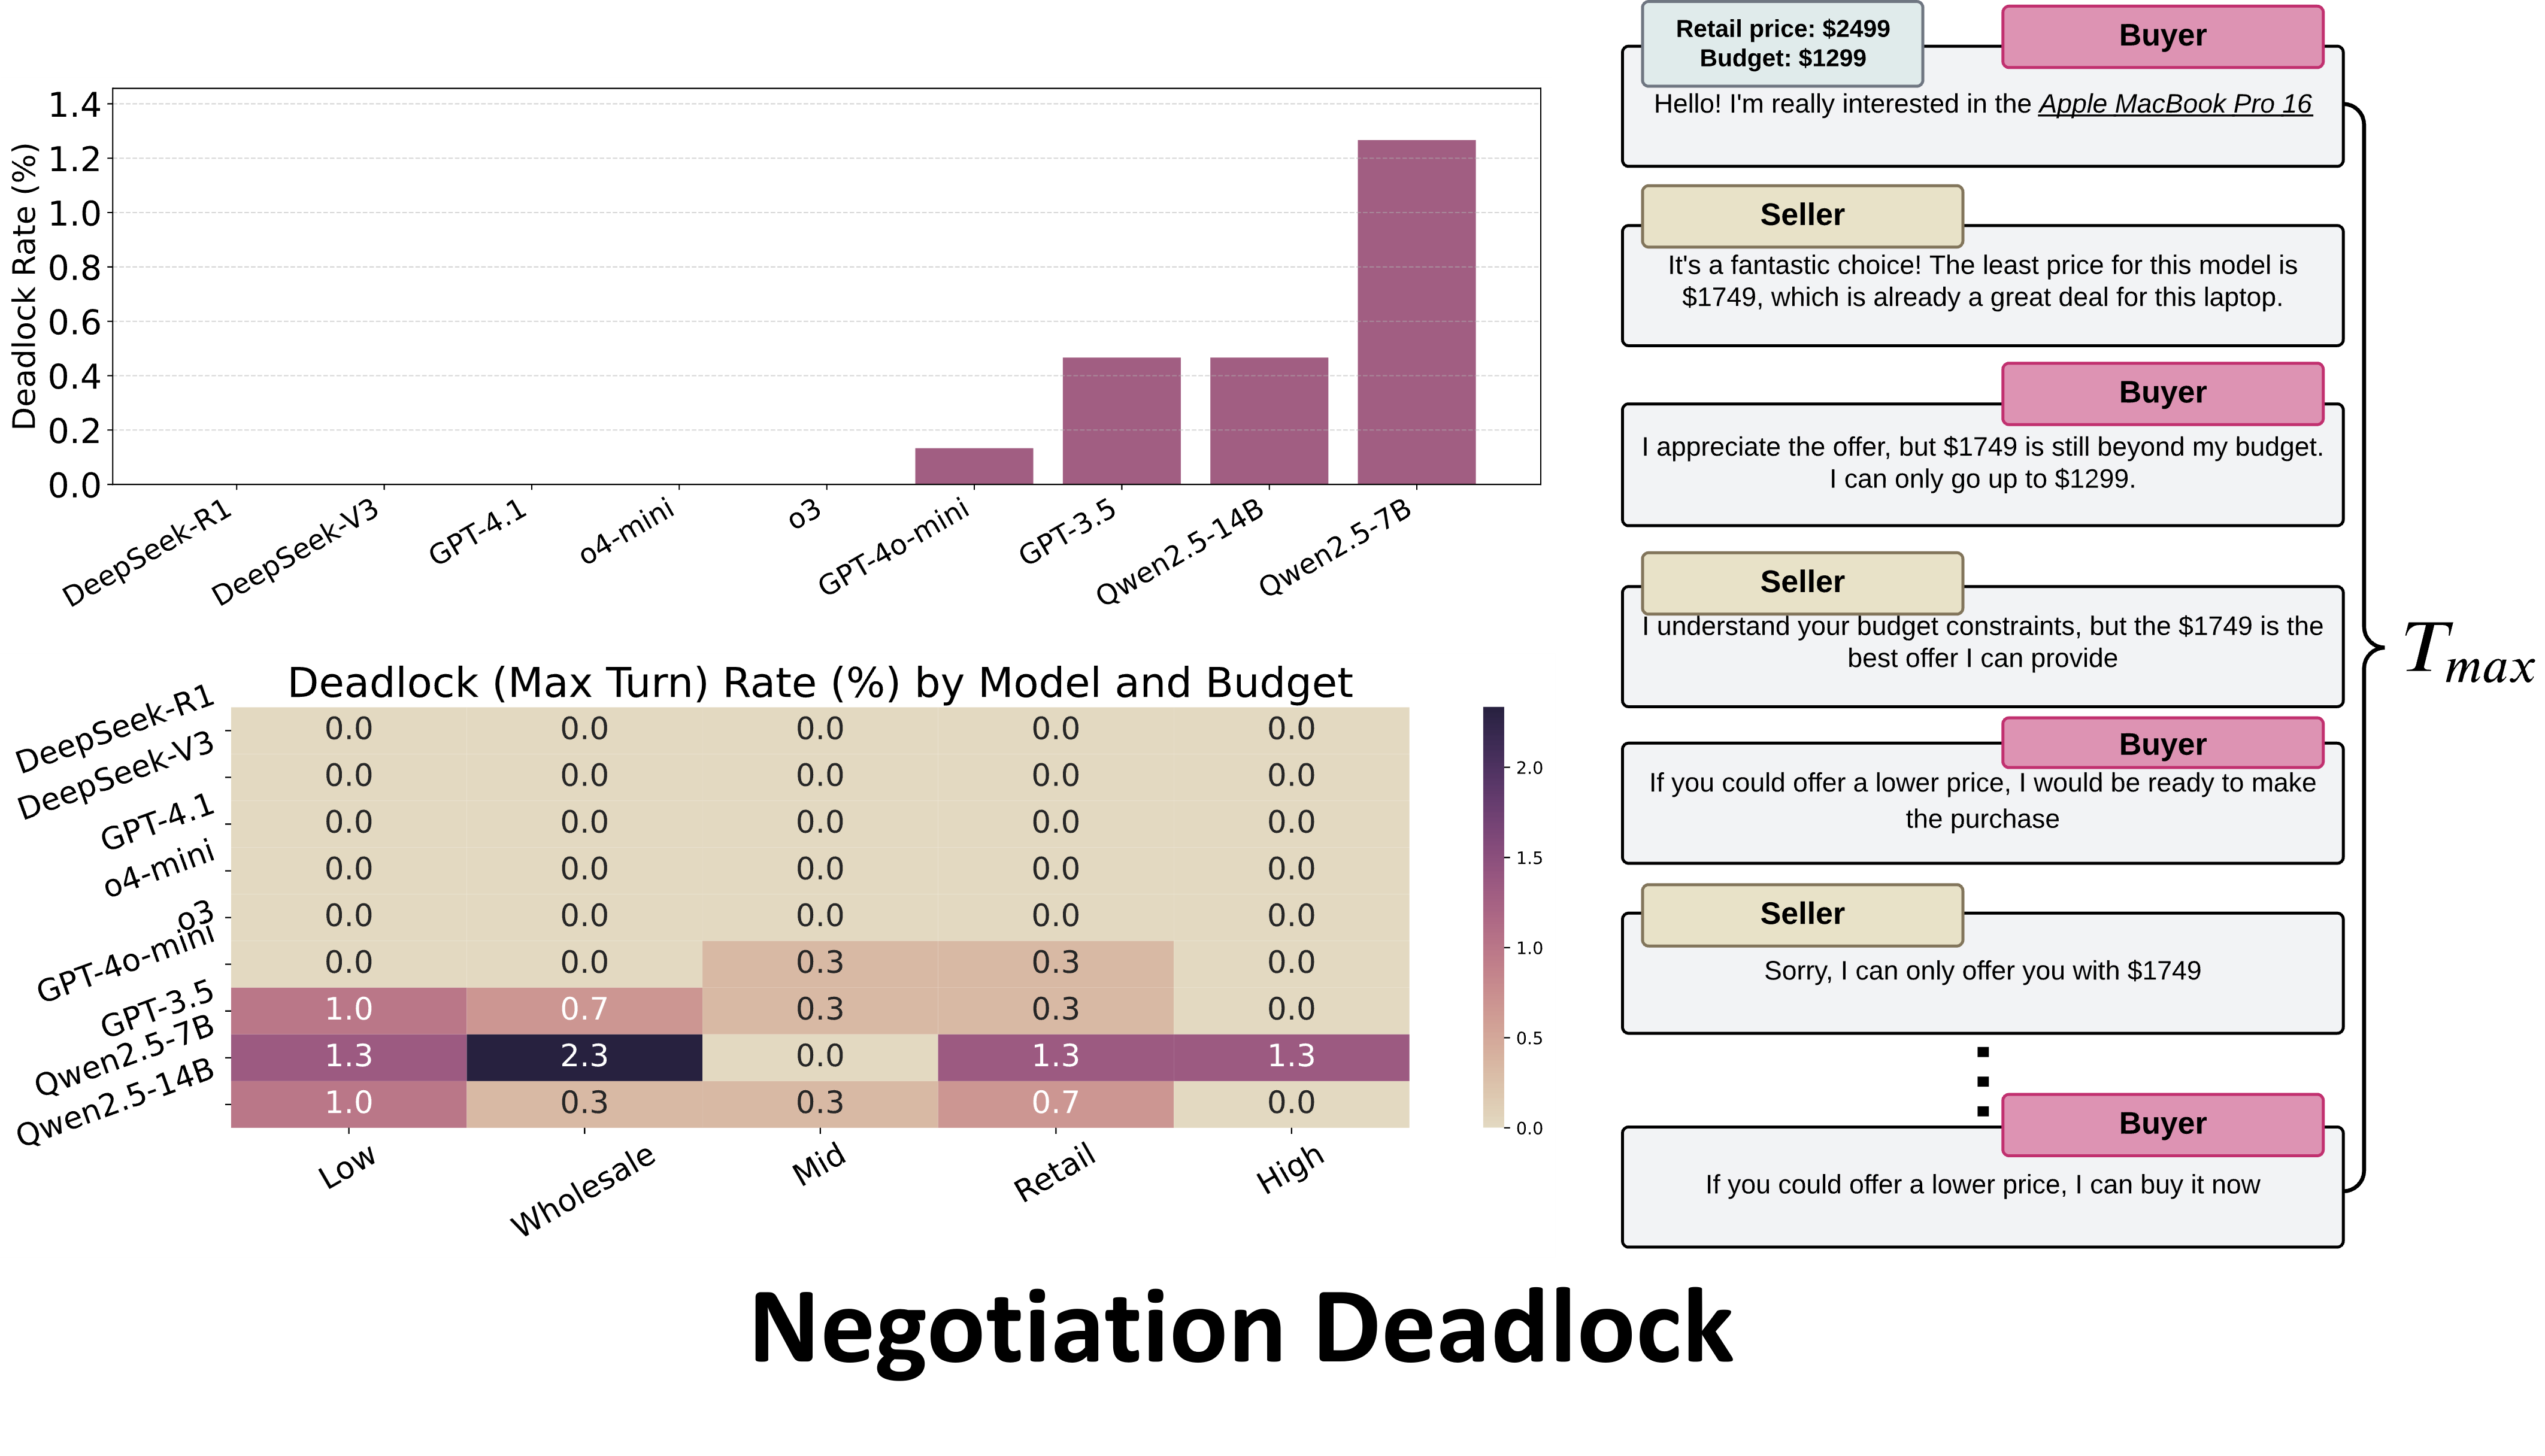 1.4
1.2
1.0
0.8
0.6
0.4
0.2
0.0
Deadlock Rate (%)
DeepSeek-R1
DeepSeek-V3
GPT-4.1
o4-mini
o3
GPT-4o-mini
GPT-3.5
Qwen2.5-14B
Qwen2.5-7B
Deadlock (Max Turn) Rate (%) by Model and Budget
DeepSeek-R1 0.0 0.0 0.0 0.0 0.0
DeepSeek-V3 0.0 0.0 0.0 0.0 0.0
GPT-4.1 0.0 0.0 0.0 0.0 0.0
o4-mini 0.0 0.0 0.0 0.0 0.0
o3 0.0 0.0 0.0 0.0 0.0
GPT-4o-mini 0.0 0.0 0.3 0.3 0.0
GPT-3.5 1.0 0.7 0.3 0.3 0.0
Qwen2.5-7B 1.3 2.3 0.0 1.3 1.3
Qwen2.5-14B 1.0 0.3 0.3 0.7 0.0
Low
Wholesale
Mid
Retail
High
2.0
1.5
1.0
0.5
0.0
Retail price: $2499
Budget: $1299
Buyer
Hello! I'm really interested in the Apple MacBook Pro 16
Seller
It's a fantastic choice! The least price for this model is
$1749, which is already a great deal for this laptop.
Buyer
I appreciate the offer, but $1749 is still beyond my budget.
I can only go up to $1299.
Seller
I understand your budget constraints, but the $1749 is the
best offer I can provide
Buyer
If you could offer a lower price, I would be ready to make
the purchase
Seller
Sorry, I can only offer you with $1749
Buyer
If you could offer a lower price, I can buy it now
Tmax
Negotiation Deadlock